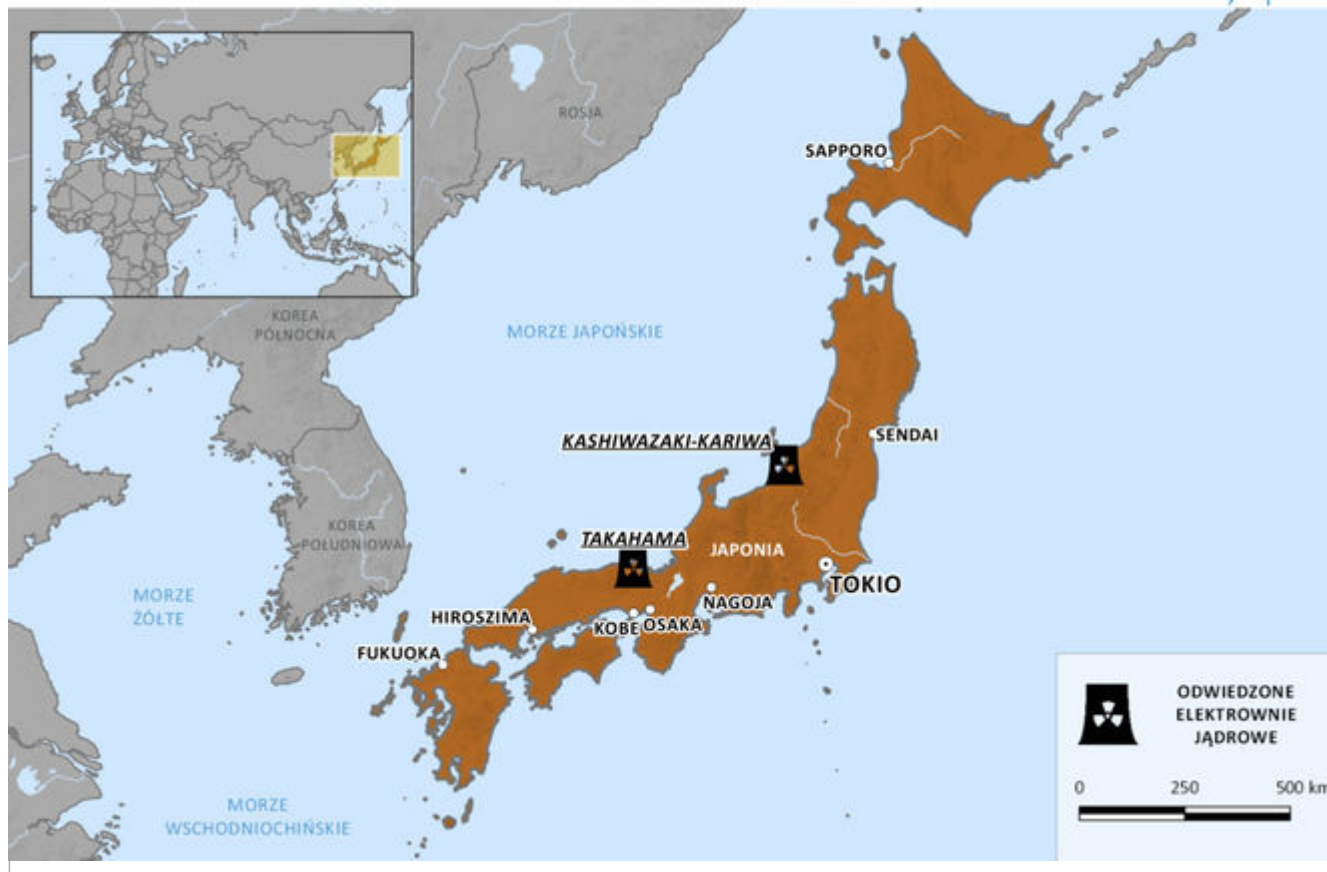 ROSJA
SAPPORO
KOREA
PÓŁNOCNA
MORZE JAPOŃSKIE
KASHIWAZAKI-KARIWA
SENDAI
KOREA
POŁUDNIOWA
TAKAHAMA
JAPONIA
TOKIO
MORZE
ŻÓŁTE
NAGOJA
HIROSZIMA
KOBE
OSAKA
FUKUOKA
ODWIEDZONE
ELEKTROWNIE
JĄDROWE
0 250 500 km
MORZE
WSCHODNIOCHIŃSKIE